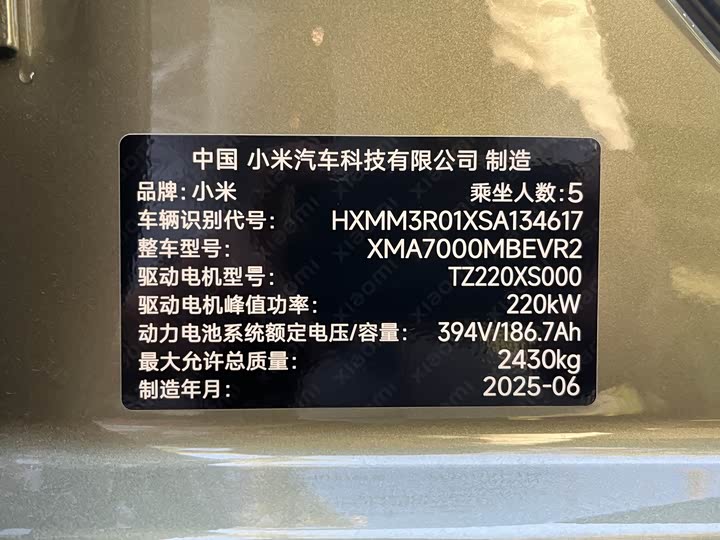 中国 小米汽车科技有限公司 制造
品牌：小米 乘坐人数：5
车辆识别代号： HXMM3R01XSA134617
整车型号： XMA7000MBEVR2
驱动电机型号： TZ220XS000
驱动电机峰值功率： 220kW
动力电池系统额定电压/容量： 394V/186.7Ah
最大允许总质量： 2430kg
制造年月： 2025-06